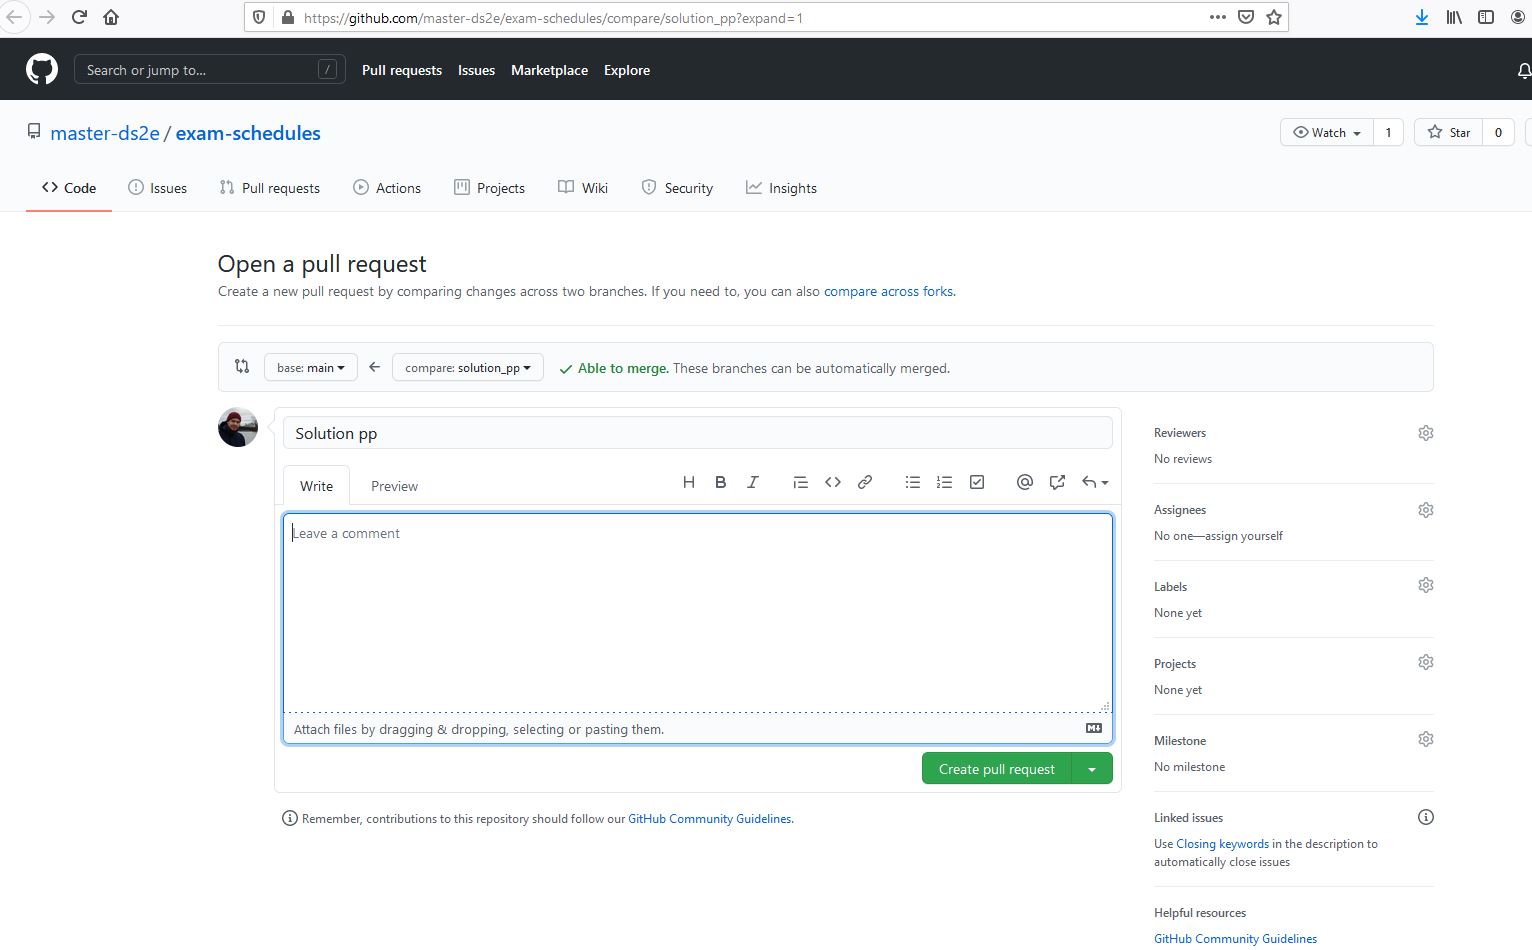 https://github.com/master-ds2e/exam-schedules/compare/solution_pp?expand=1
Search or jump to... /
Pull requests Issues Marketplace Explore
master-ds2e / exam-schedules
Watch 1 Star 0
Code Issues Pull requests Actions Projects Wiki Security Insights
Open a pull request
Create a new pull request by comparing changes across two branches. If you need to, you can also compare across forks.
base: main compare: solution_pp Able to merge. These branches can be automatically merged.
Solution pp
Write Preview
H B I
Leave a comment
Attach files by dragging & dropping, selecting or pasting them.
Create pull request
Remember, contributions to this repository should follow our GitHub Community Guidelines.
Reviewers
No reviews
Assignees
No one—assign yourself
Labels
None yet
Projects
None yet
Milestone
No milestone
Linked issues
Use Closing keywords in the description to
automatically close issues
Helpful resources
GitHub Community Guidelines